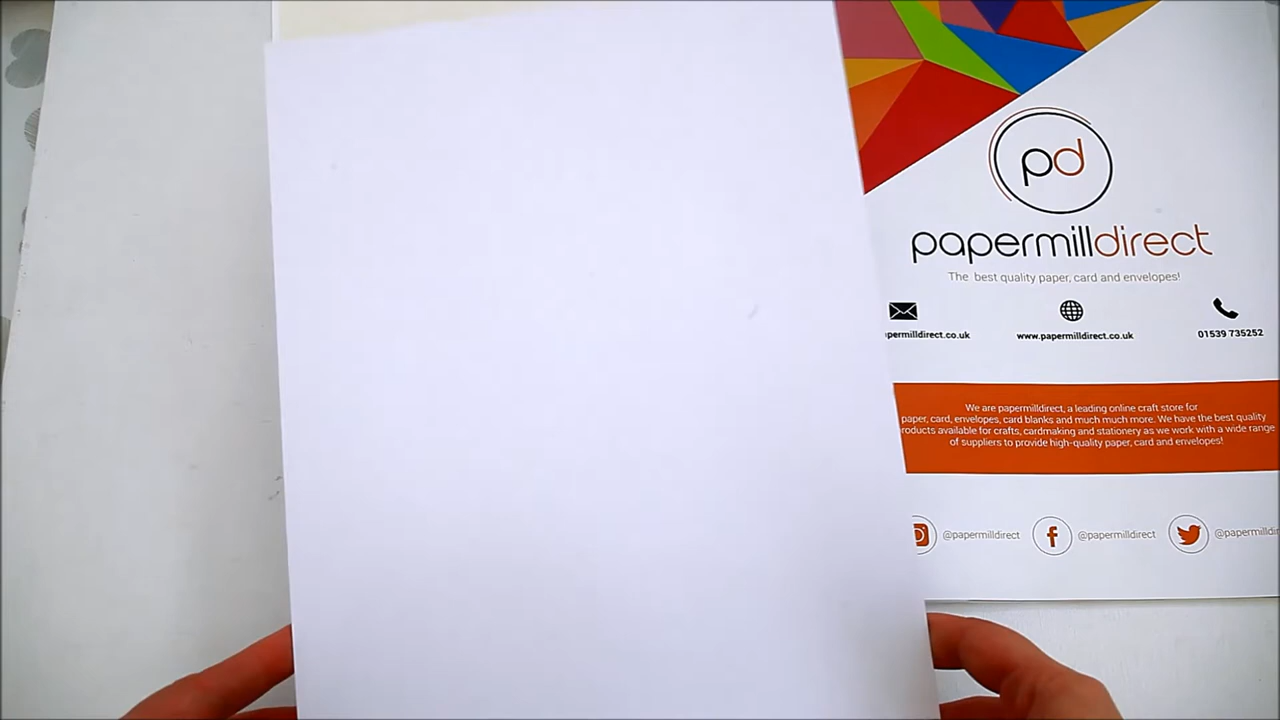 pd
papermilldirect
The best quality paper, card and envelopes!
permilldirect.co.uk
www.papermilldirect.co.uk
01539 735252
We are papermilldirect, a leading online craft store for
paper, card, envelopes, card blanks and much much more. We have the best quality
roducts available for crafts, cardmaking and stationery as we work with a wide range
of suppliers to provide high-quality paper, card and envelopes!
@papermilldirect
@papermilldirect
@papermilldir